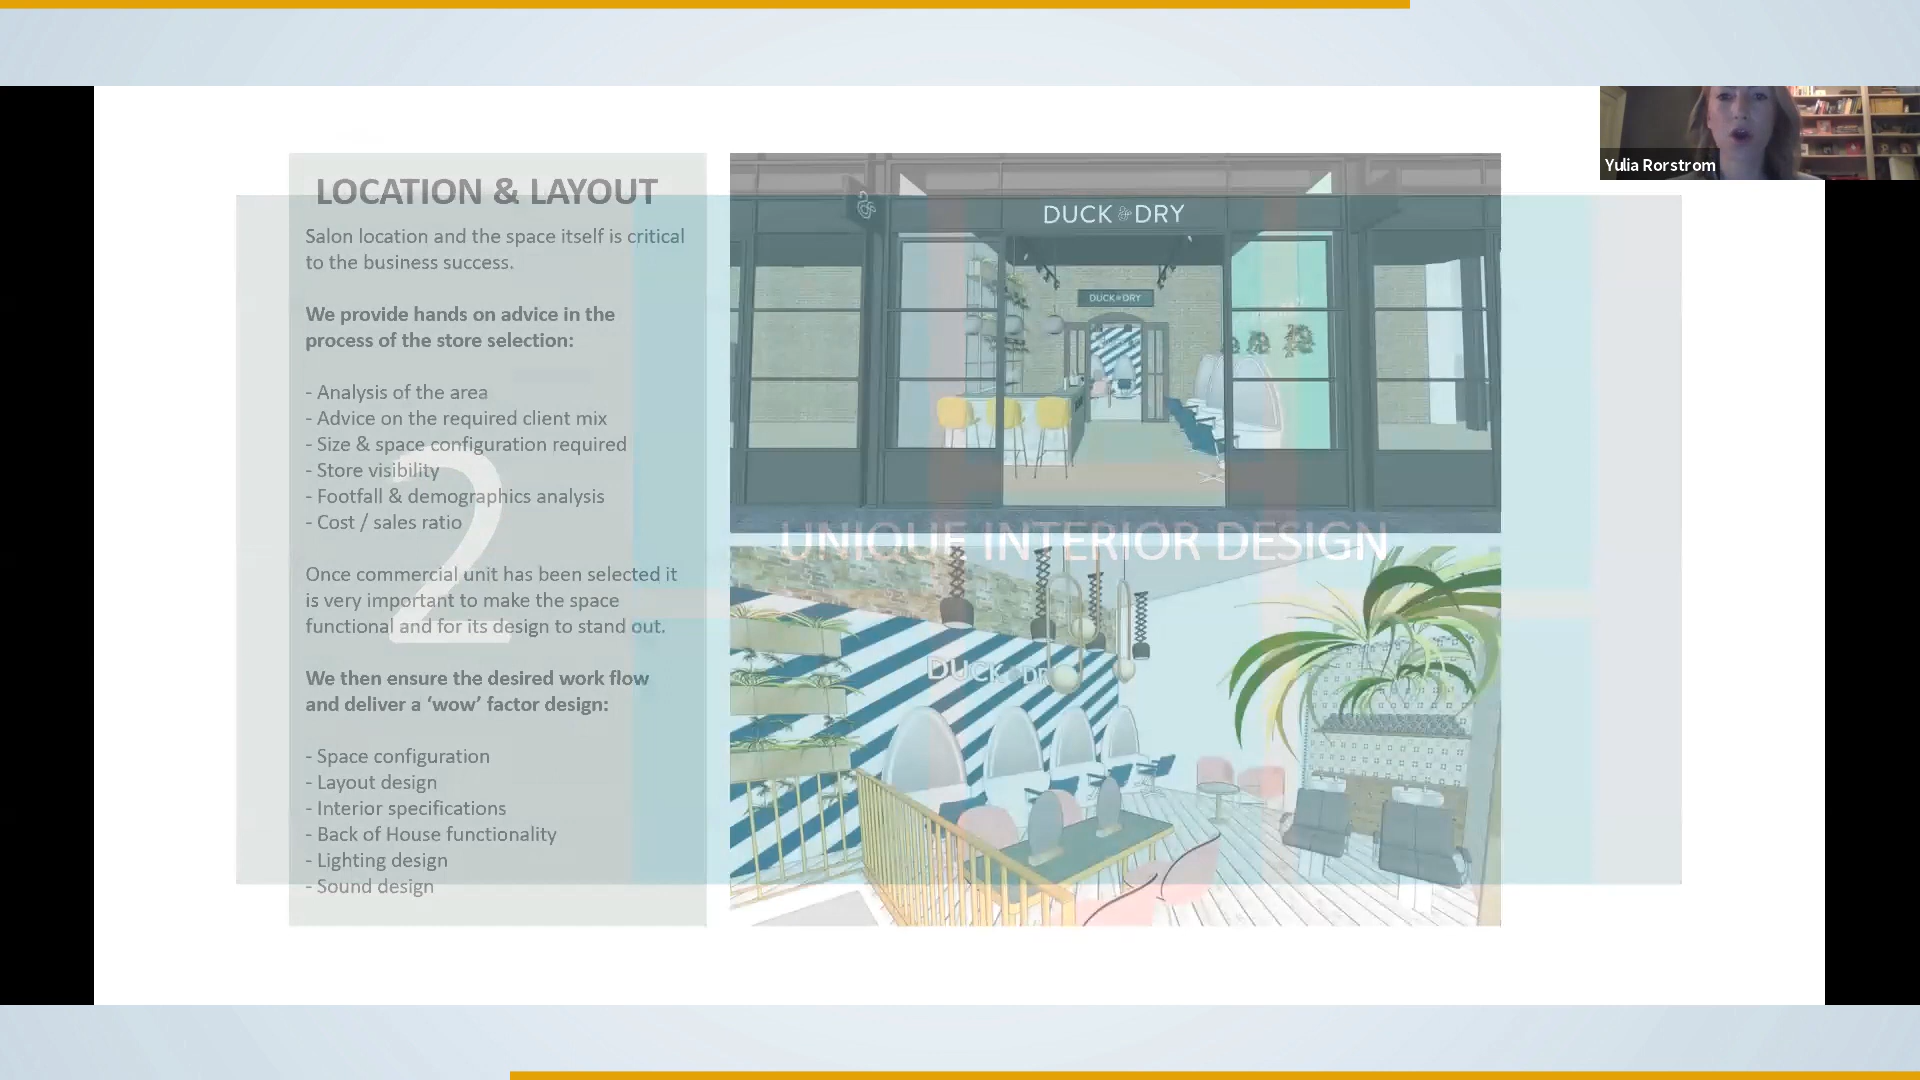 Yulia Rorstrom
LOCATION & LAYOUT
Salon location and the space itself is critical
to the business success.
We provide hands on advice in the
process of the store selection:
- Analysis of the area
- Advice on the required client mix
- Size & space configuration required
- Store visibility
- Footfall & demographics analysis
- Cost / sales ratio
2
Once commercial unit has been selected it
is very important to make the space
functional and for its design to stand out.
We then ensure the desired work flow
and deliver a ‘wow’ factor design:
- Space configuration
- Layout design
- Interior specifications
- Back of House functionality
- Lighting design
- Sound design
DUCK & DRY
DUCK & DRY
UNIQUE INTERIOR DESIGN
DUCK & DR